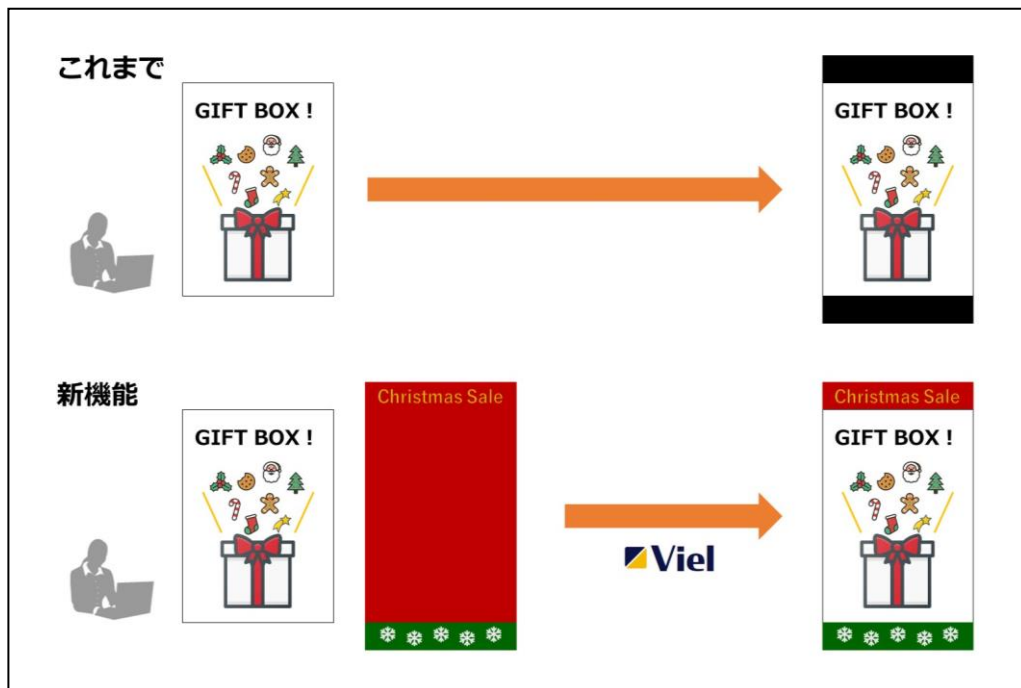 これまで
GIFT BOX !
GIFT BOX !
新機能
Christmas Sale
Christmas Sale
GIFT BOX !
GIFT BOX !
Viel